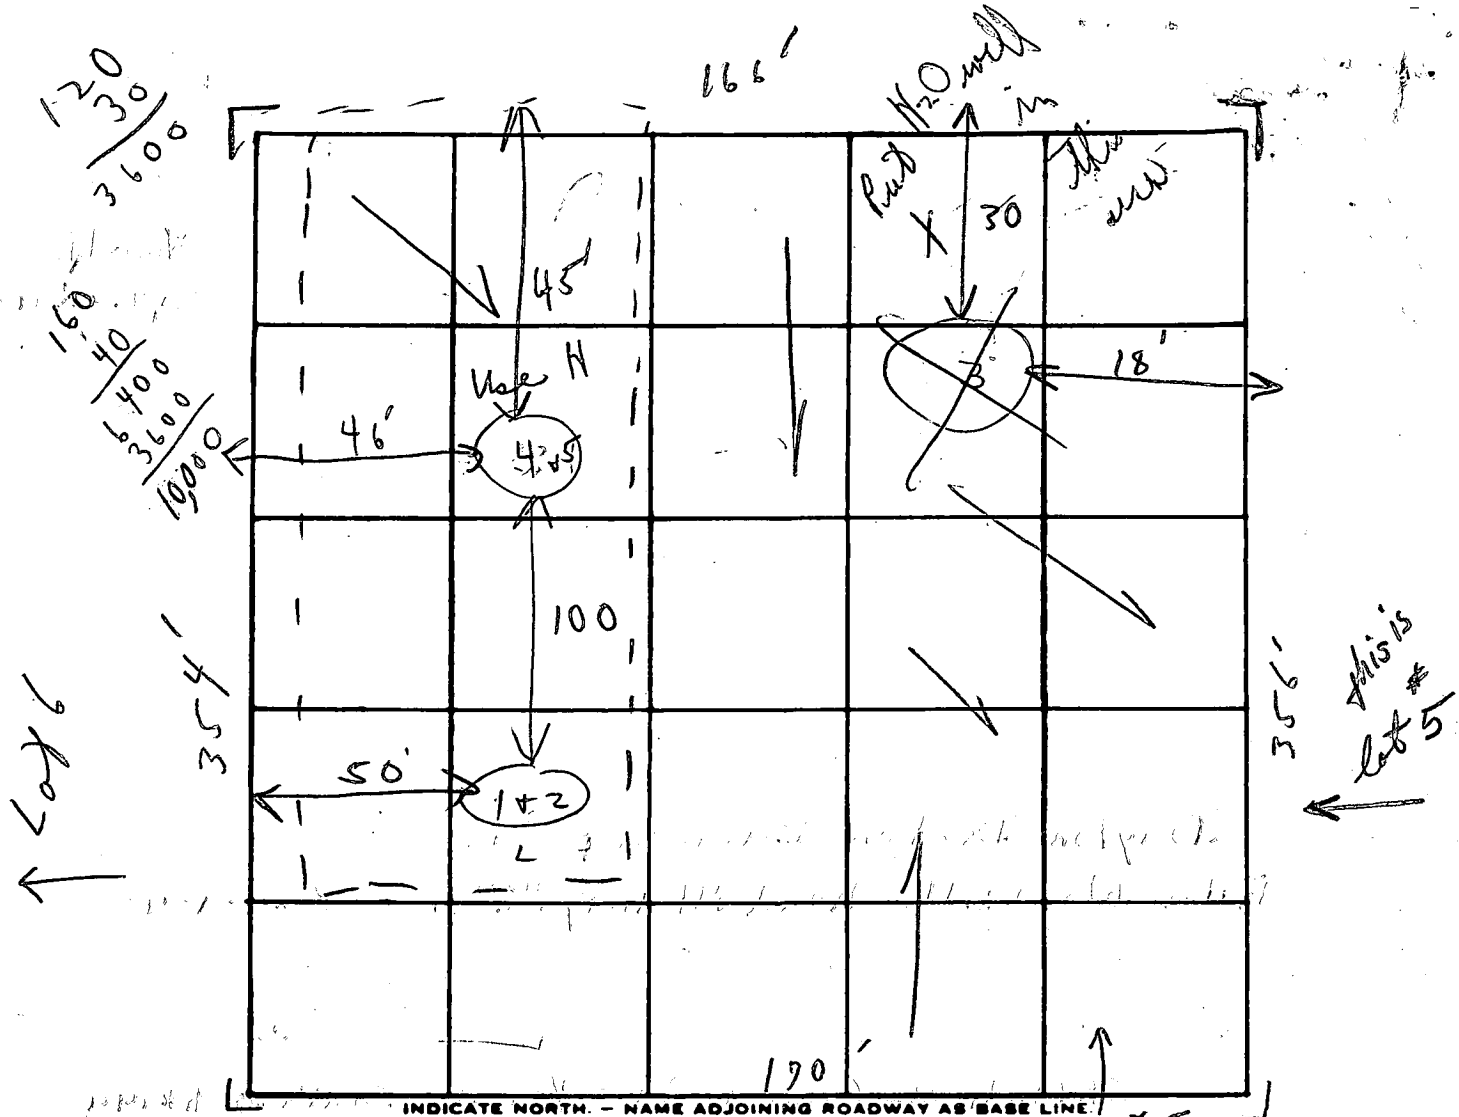 166'
120
30
3600
Put H2O well in this area
X
30
45'
160
40
6400
3600
10,000
Use H
3
18'
46'
4+5
100
354'
356'
Lot 6
this is
lot #5
50'
1+2
L
170'
INDICATE NORTH. – NAME ADJOINING ROADWAY AS BASE LINE.